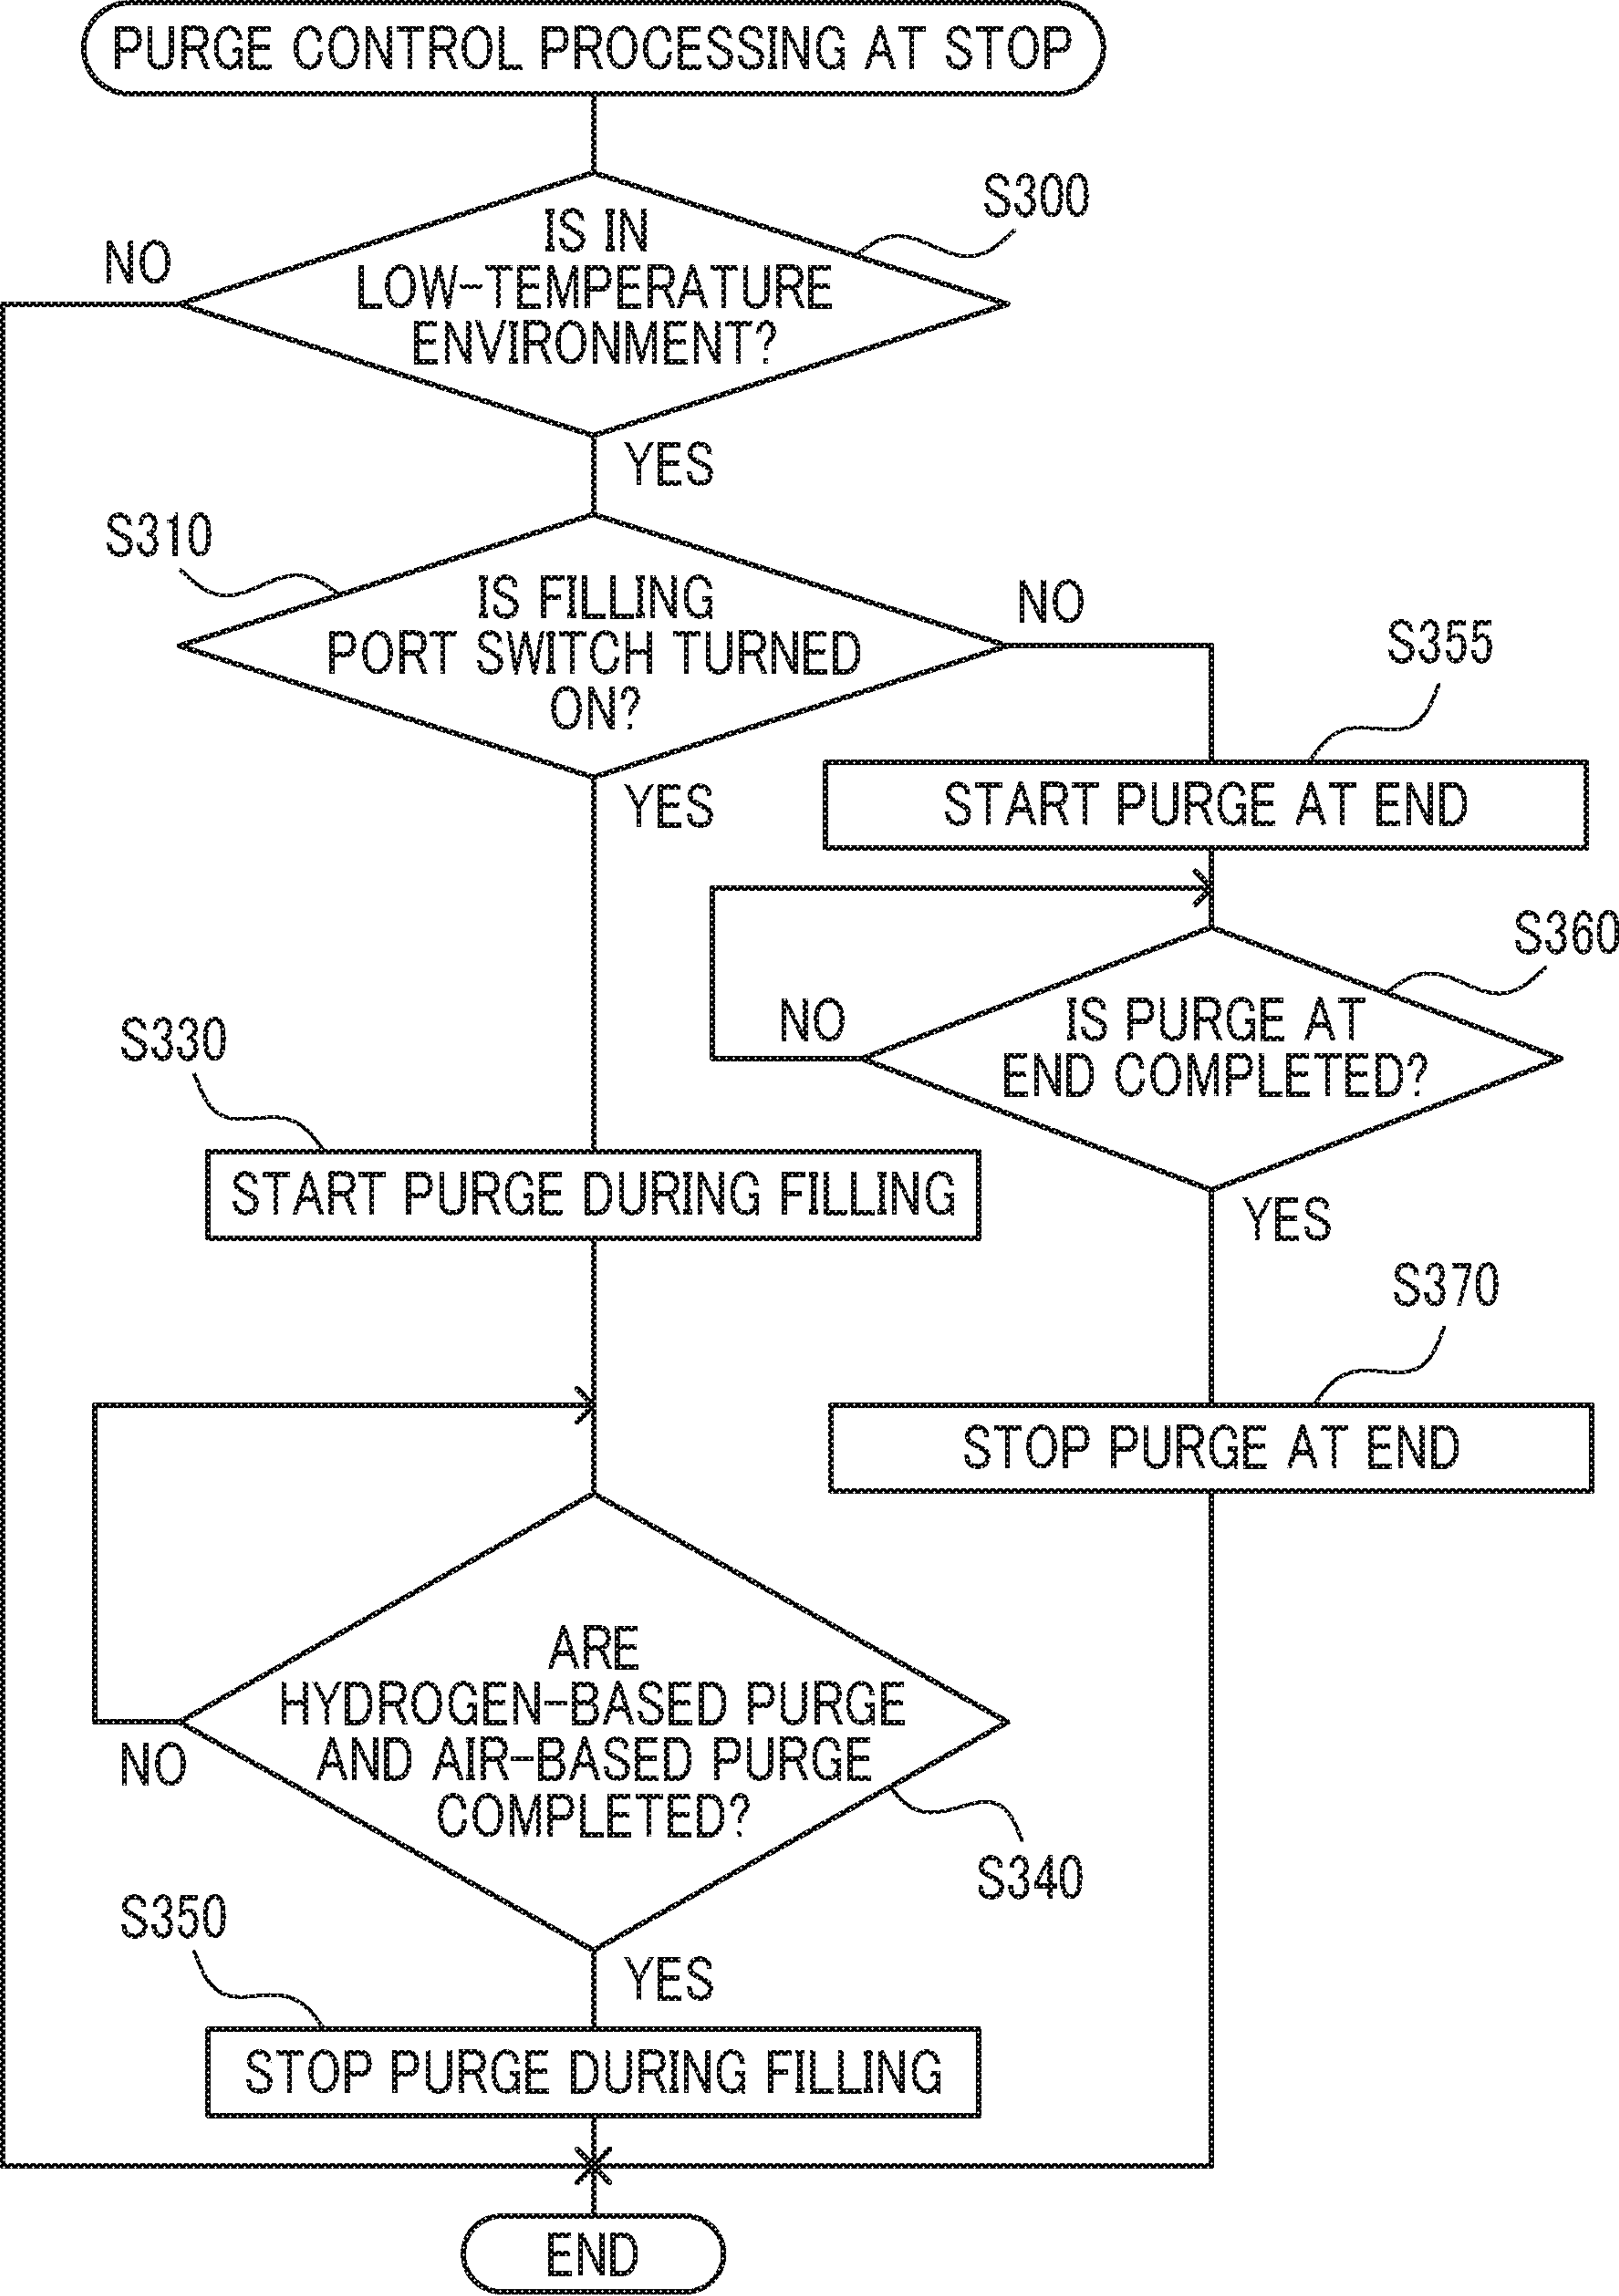 PURGE CONTROL PROCESSING AT STOP
S300
IS IN
LOW-TEMPERATURE
ENVIRONMENT?
NO
YES
S310
IS FILLING
PORT SWITCH TURNED
ON?
NO
YES
S355
START PURGE AT END
S360
IS PURGE AT
END COMPLETED?
NO
YES
S330
START PURGE DURING FILLING
S370
STOP PURGE AT END
ARE
HYDROGEN-BASED PURGE
AND AIR-BASED PURGE
COMPLETED?
NO
S340
YES
S350
STOP PURGE DURING FILLING
END